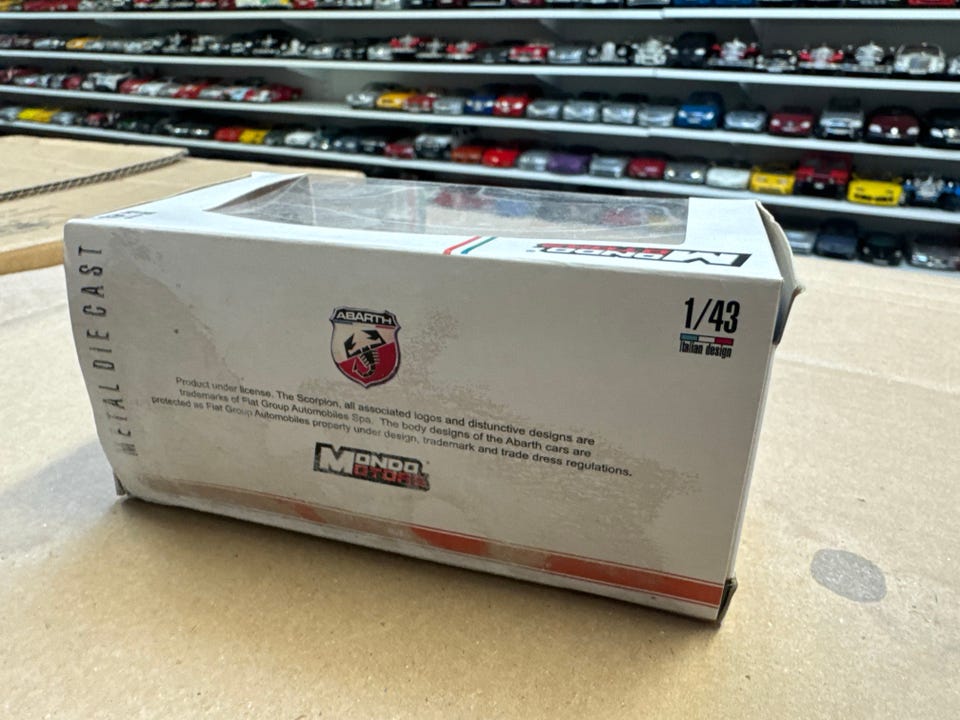 MONDO
MOTORS
METAL DIECAST
1/43
Italian design
ABARTH
Product under license. The Scorpion, all associated logos and distunctive designs are
trademarks of Fiat Group Automobiles Spa. The body designs of the Abarth cars are
protected as Fiat Group Automobiles property under design, trademark and trade dress regulations.
MONDO
MOTORS